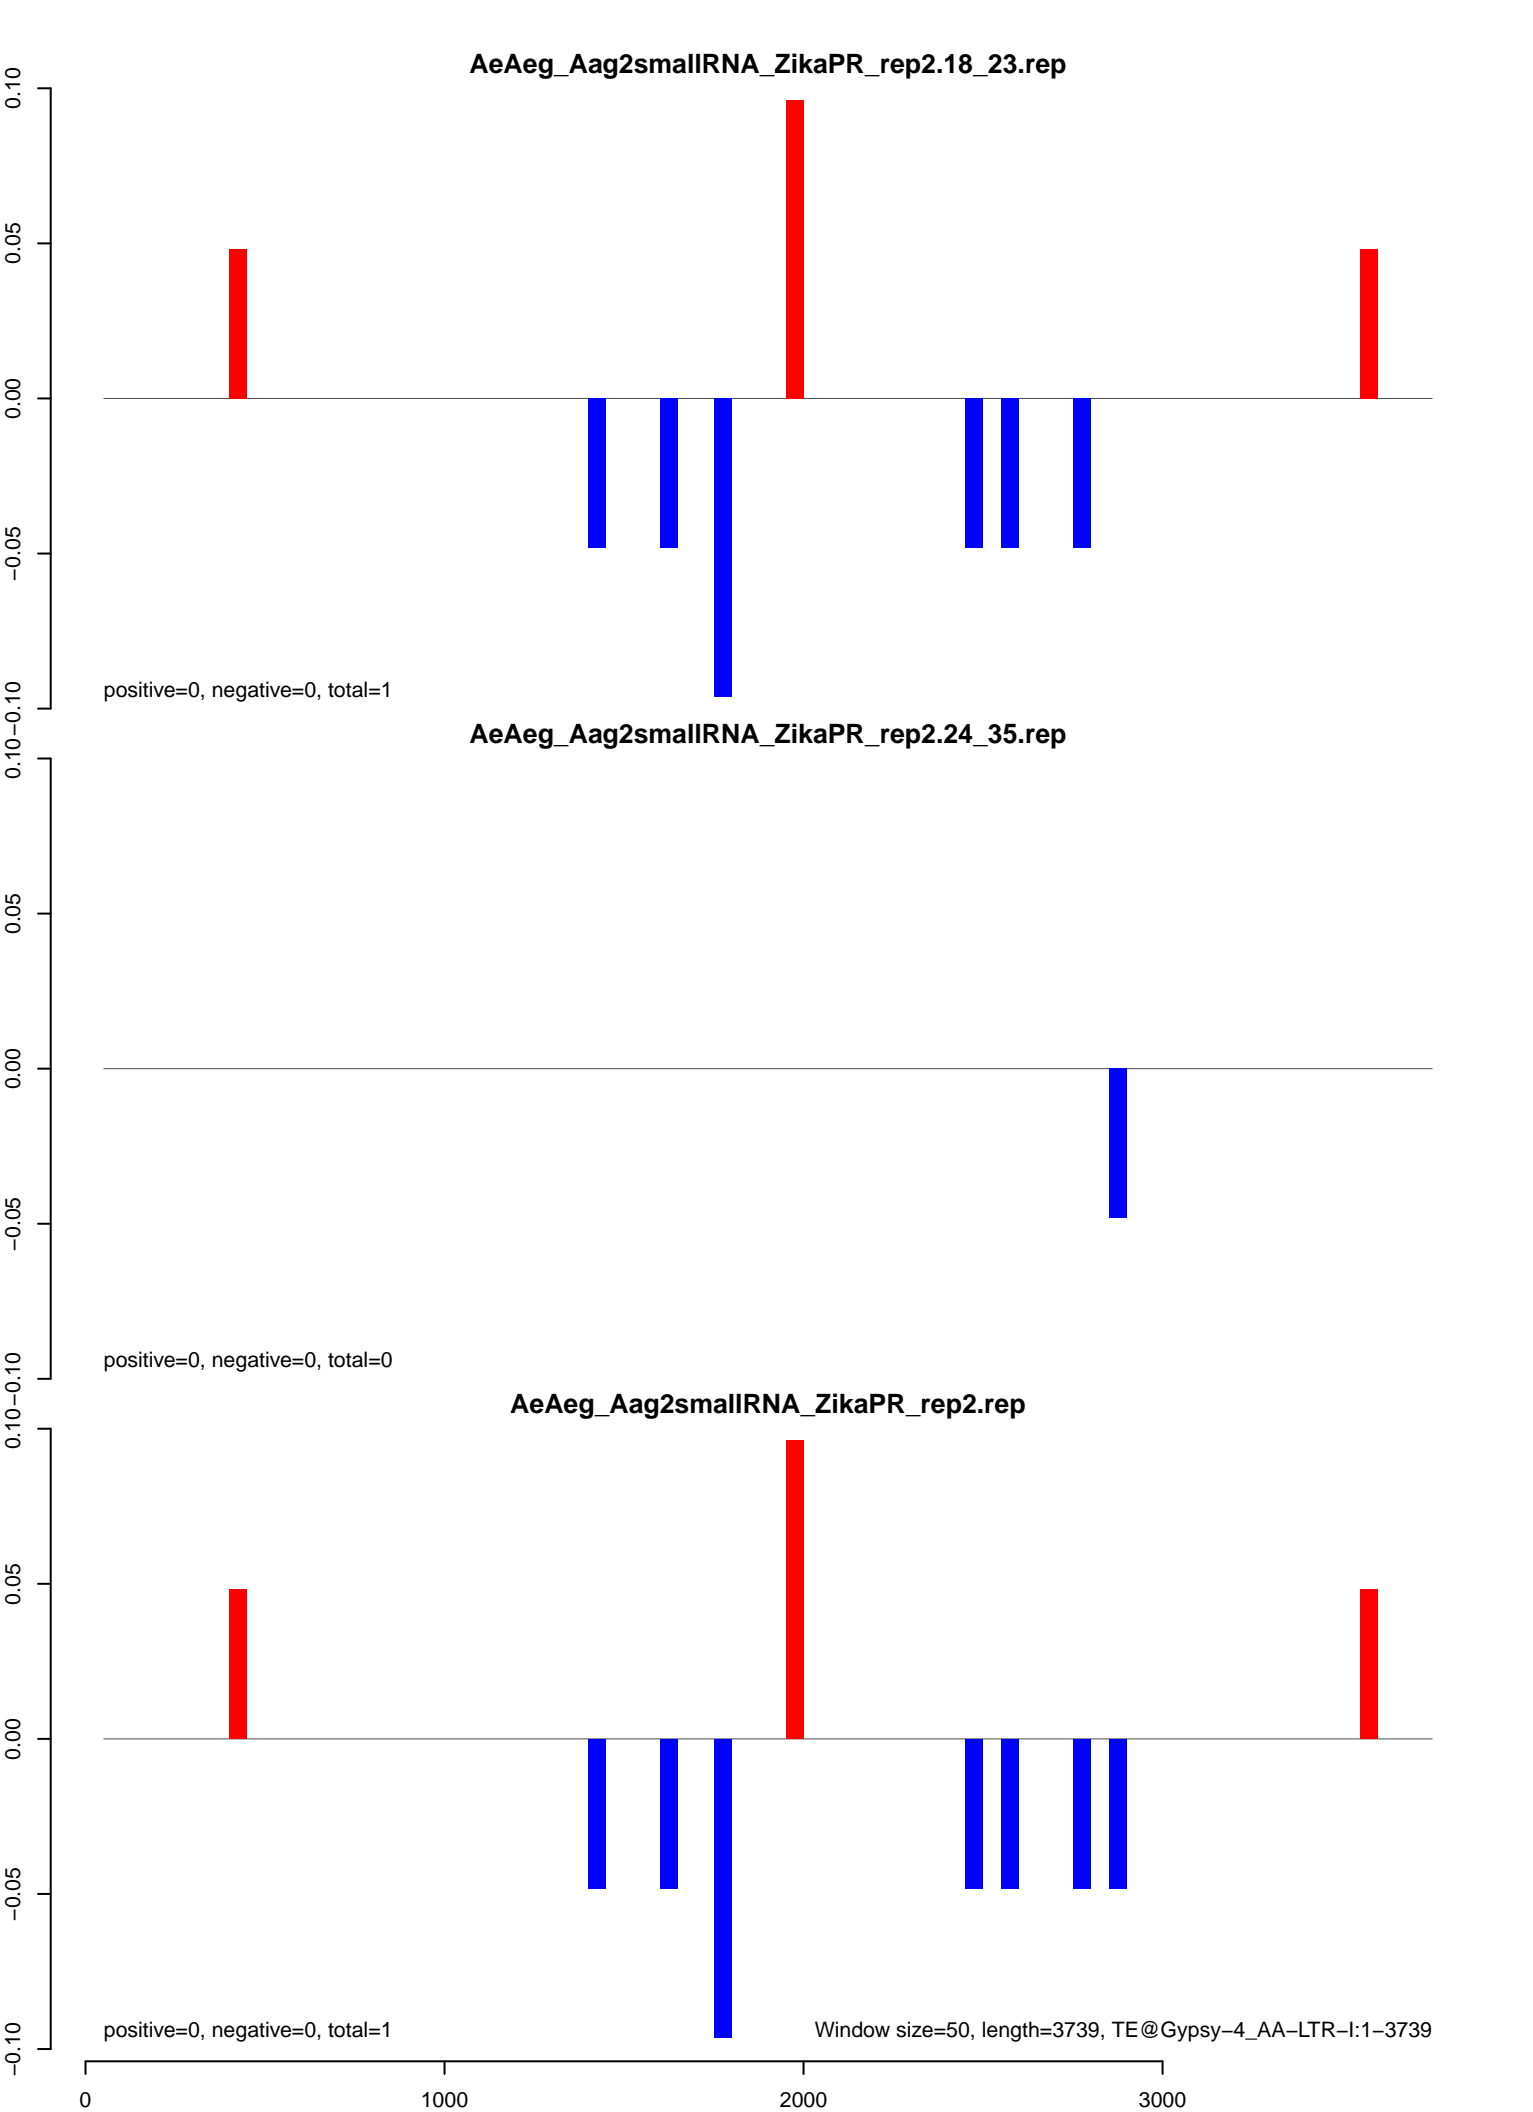 AeAeg_Aag2smallRNA_ZikaPR_rep2.18_23.rep
0.10
0.05
0.00
−0.05
−0.10
positive=0, negative=0, total=1
AeAeg_Aag2smallRNA_ZikaPR_rep2.24_35.rep
0.10
0.05
0.00
−0.05
−0.10
positive=0, negative=0, total=0
AeAeg_Aag2smallRNA_ZikaPR_rep2.rep
0.10
0.05
0.00
−0.05
−0.10
positive=0, negative=0, total=1
Window size=50, length=3739, TE@Gypsy−4_AA−LTR−I:1−3739
0 1000 2000 3000